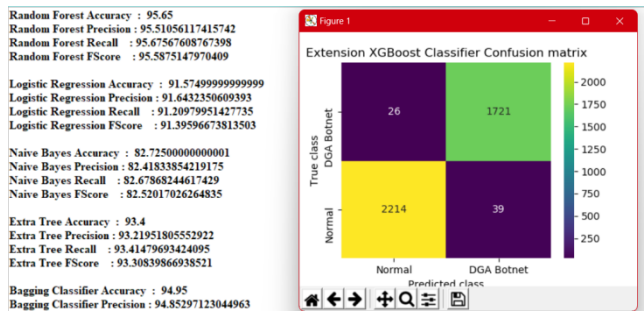 Random Forest Accuracy : 95.65
Random Forest Precision : 95.51056117415742
Random Forest Recall : 95.67567608767398
Random Forest FScore : 95.5875147970409
Logistic Regression Accuracy : 91.57499999999999
Logistic Regression Precision : 91.6432350609393
Logistic Regression Recall : 91.20979951427735
Logistic Regression FScore : 91.39596673813503
Naive Bayes Accuracy : 82.72500000000001
Naive Bayes Precision : 82.41833854219175
Naive Bayes Recall : 82.67868244617429
Naive Bayes FScore : 82.52017026264835
Extra Tree Accuracy : 93.4
Extra Tree Precision : 93.21951805552922
Extra Tree Recall : 93.41479693424095
Extra Tree FScore : 93.30839866938521
Bagging Classifier Accuracy : 94.95
Bagging Classifier Precision : 94.85297123044963
Figure 1
Extension XGBoost Classifier Confusion matrix
True class
DGA Botnet
Normal
26 1721
2214 39
Normal DGA Botnet
Predicted class
2000
1750
1500
1250
1000
750
500
250